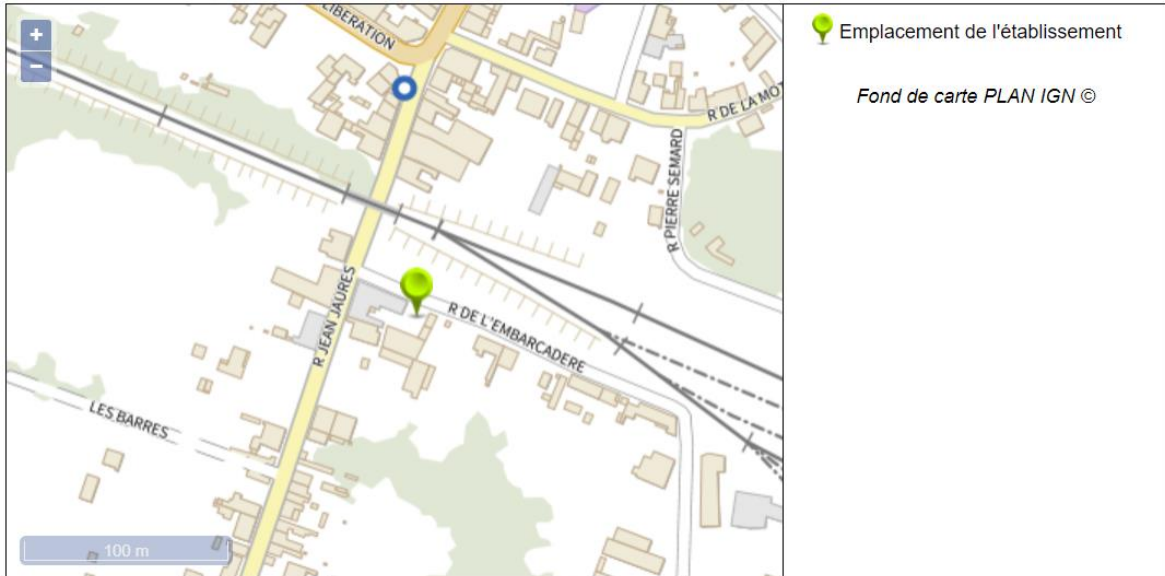 +
−
LIBERATION
R DE LA MOT
R PIERRE SEMARD
R JEAN JAURES
R DE L'EMBARCADERE
LES BARRES
100 m
Emplacement de l'établissement
Fond de carte PLAN IGN ©